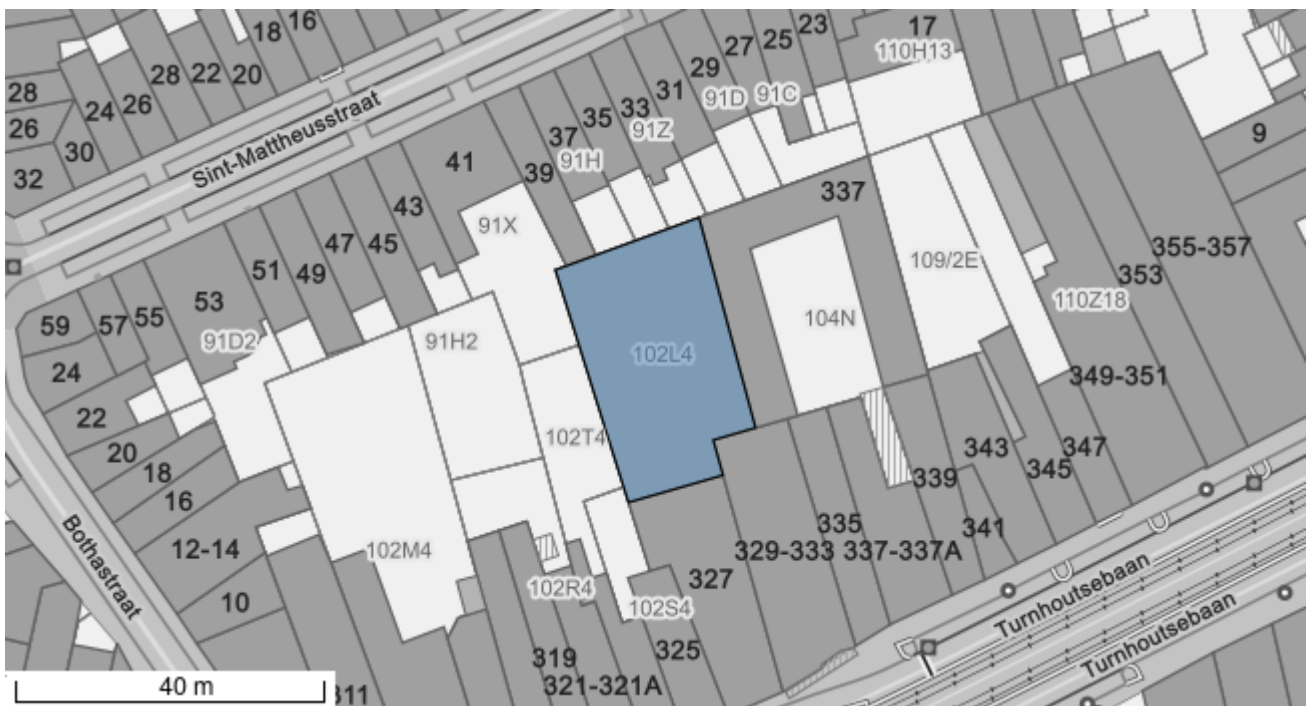 18
16
17
23
25
27
29
31
33
35
37
39
41
43
45
47
49
51
53
55
57
59
28
22
20
28
24
26
26
30
32
Sint-Mattheusstraat
110H13
91C
91D
91Z
91H
91X
91H2
91D2
9
337
355-357
353
109/2E
110Z18
104N
102L4
349-351
24
22
20
18
16
12-14
10
102T4
102M4
102R4
102S4
343
347
345
339
341
335
329-333
337-337A
327
325
319
321-321A
311
Bothastraat
Turnhoutsebaan
Turnhoutsebaan
40 m